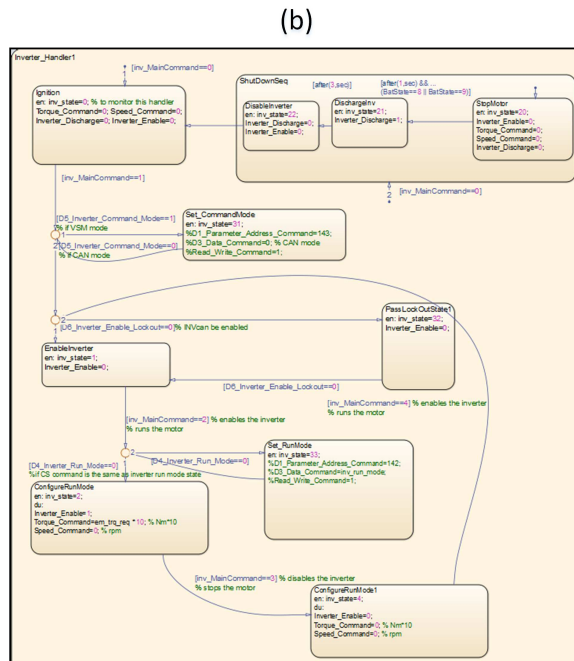 (b)
Inverter_Handler1
[inv_MainCommand==0]
1
Ignition
en: inv_state=0; % to monitor this handler
Torque_Command=0; Speed_Command=0;
Inverter_Discharge=0; Inverter_Enable=0;
ShutDownSeq
[after(3,sec)]
[after(1,sec) && ...
(BatState==8 || BatState==9)]
DisableInverter
en: inv_state=22;
Inverter_Discharge=0;
Inverter_Enable=0;
DischargeInv
en: inv_state=21;
Inverter_Discharge=1;
StopMotor
en: inv_state=20;
Inverter_Enable=0;
Torque_Command=0;
Speed_Command=0;
Inverter_Discharge=0;
2
[inv_MainCommand==0]
[inv_MainCommand==1]
[D5_Inverter_Command_Mode==1]
% if VSM mode
1
2
[D5_Inverter_Command_Mode==0]
% if CAN mode
Set_CommandMode
en: inv_state=31;
%D1_Parameter_Address_Command=143;
%D3_Data_Command=0; % CAN mode
%Read_Write_Command=1;
2
1
[D6_Inverter_Enable_Lockout==0]% INVcan be enabled
PassLockOutState1
en: inv_state=32;
Inverter_Enable=0;
EnableInverter
en: inv_state=1;
Inverter_Enable=0;
[D6_Inverter_Enable_Lockout==0]
[inv_MainCommand==4] % enables the inverter
% runs the motor
[inv_MainCommand==2] % enables the inverter
% runs the motor
2
1
[D4_Inverter_Run_Mode==0]
[D4_Inverter_Run_Mode==0]
%if CS command is the same as inverter run mode state
Set_RunMode
en: inv_state=33;
%D1_Parameter_Address_Command=142;
%D3_Data_Command=inv_run_mode;
%Read_Write_Command=1;
ConfigureRunMode
en: inv_state=2;
du:
Inverter_Enable=1;
Torque_Command=em_trq_req *10; % Nm*10
Speed_Command=0; % rpm
[inv_MainCommand==3] % disables the inverter
% stops the motor
ConfigureRunMode1
en: inv_state=4;
du:
Inverter_Enable=0;
Torque_Command=0; % Nm*10
Speed_Command=0; % rpm